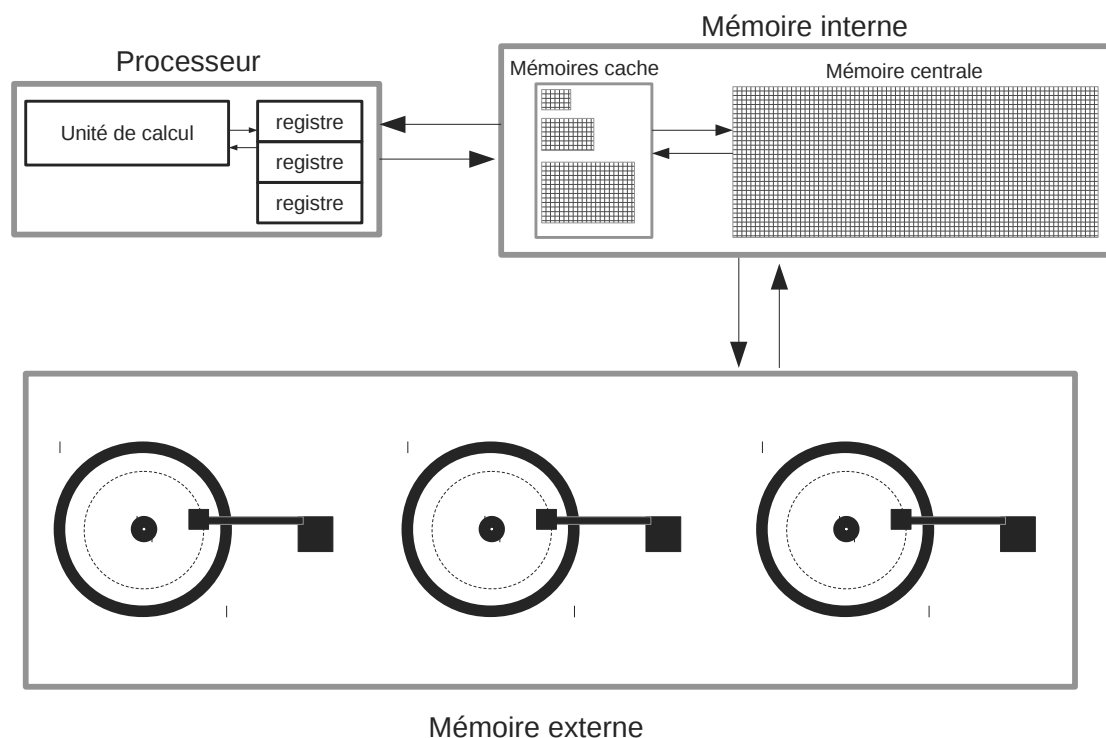 Mémoire interne
Processeur
Mémoires cache
Mémoire centrale
Unité de calcul
registre
registre
registre
Mémoire externe